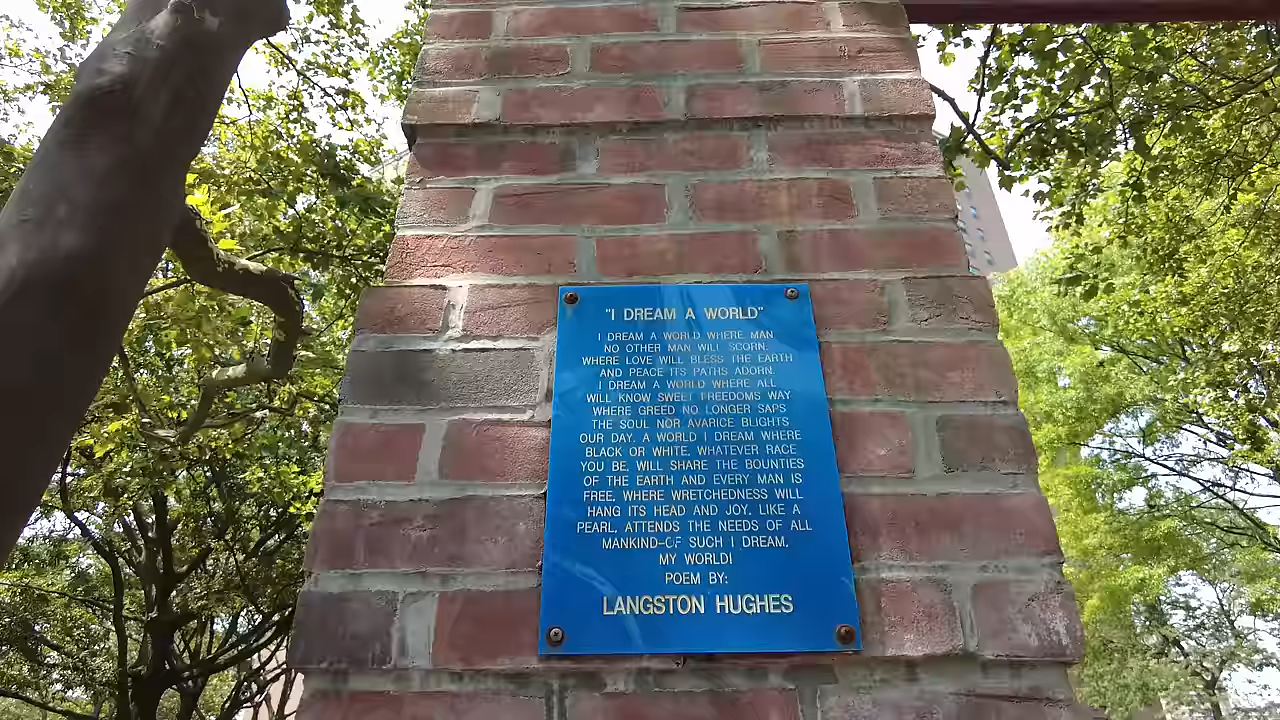 "I DREAM A WORLD"
I DREAM A WORLD WHERE MAN
NO OTHER MAN WILL SCORN.
WHERE LOVE WILL BLESS THE EARTH
AND PEACE ITS PATHS ADORN.
I DREAM A WORLD WHERE ALL
WILL KNOW SWEET FREEDOMS WAY
WHERE GREED NO LONGER SAPS
THE SOUL NOR AVARICE BLIGHTS
OUR DAY. A WORLD I DREAM WHERE
BLACK OR WHITE, WHATEVER RACE
YOU BE, WILL SHARE THE BOUNTIES
OF THE EARTH AND EVERY MAN IS
FREE, WHERE WRETCHEDNESS WILL
HANG ITS HEAD AND JOY, LIKE A
PEARL, ATTENDS THE NEEDS OF ALL
MANKIND-OF SUCH I DREAM,
MY WORLD!
POEM BY:
LANGSTON HUGHES